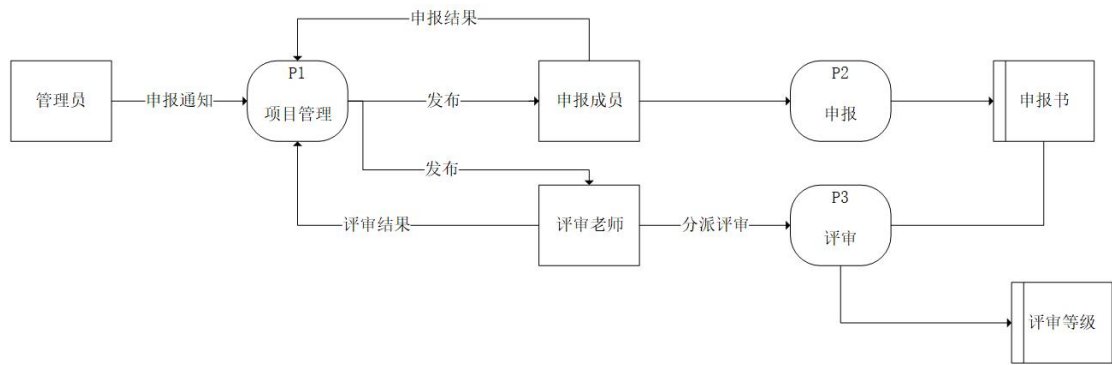 申报结果
管理员
申报通知
P1
项目管理
发布
申报成员
P2
申报
申报书
发布
评审结果
评审老师
分派评审
P3
评审
评审等级